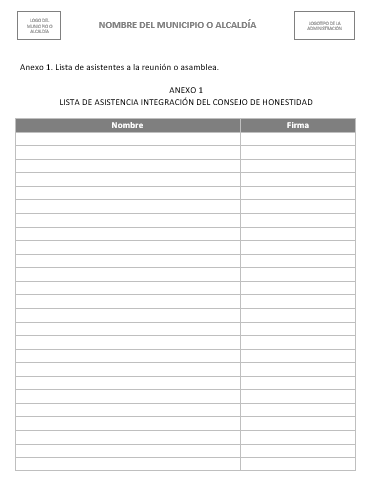 LOGO DEL
MUNICIPIO O
ALCALDÍA
NOMBRE DEL MUNICIPIO O ALCALDÍA
LOGOTIPO DE LA
ADMINISTRACIÓN
Anexo 1. Lista de asistentes a la reunión o asamblea.
ANEXO 1
LISTA DE ASISTENCIA INTEGRACIÓN DEL CONSEJO DE HONESTIDAD
Nombre Firma